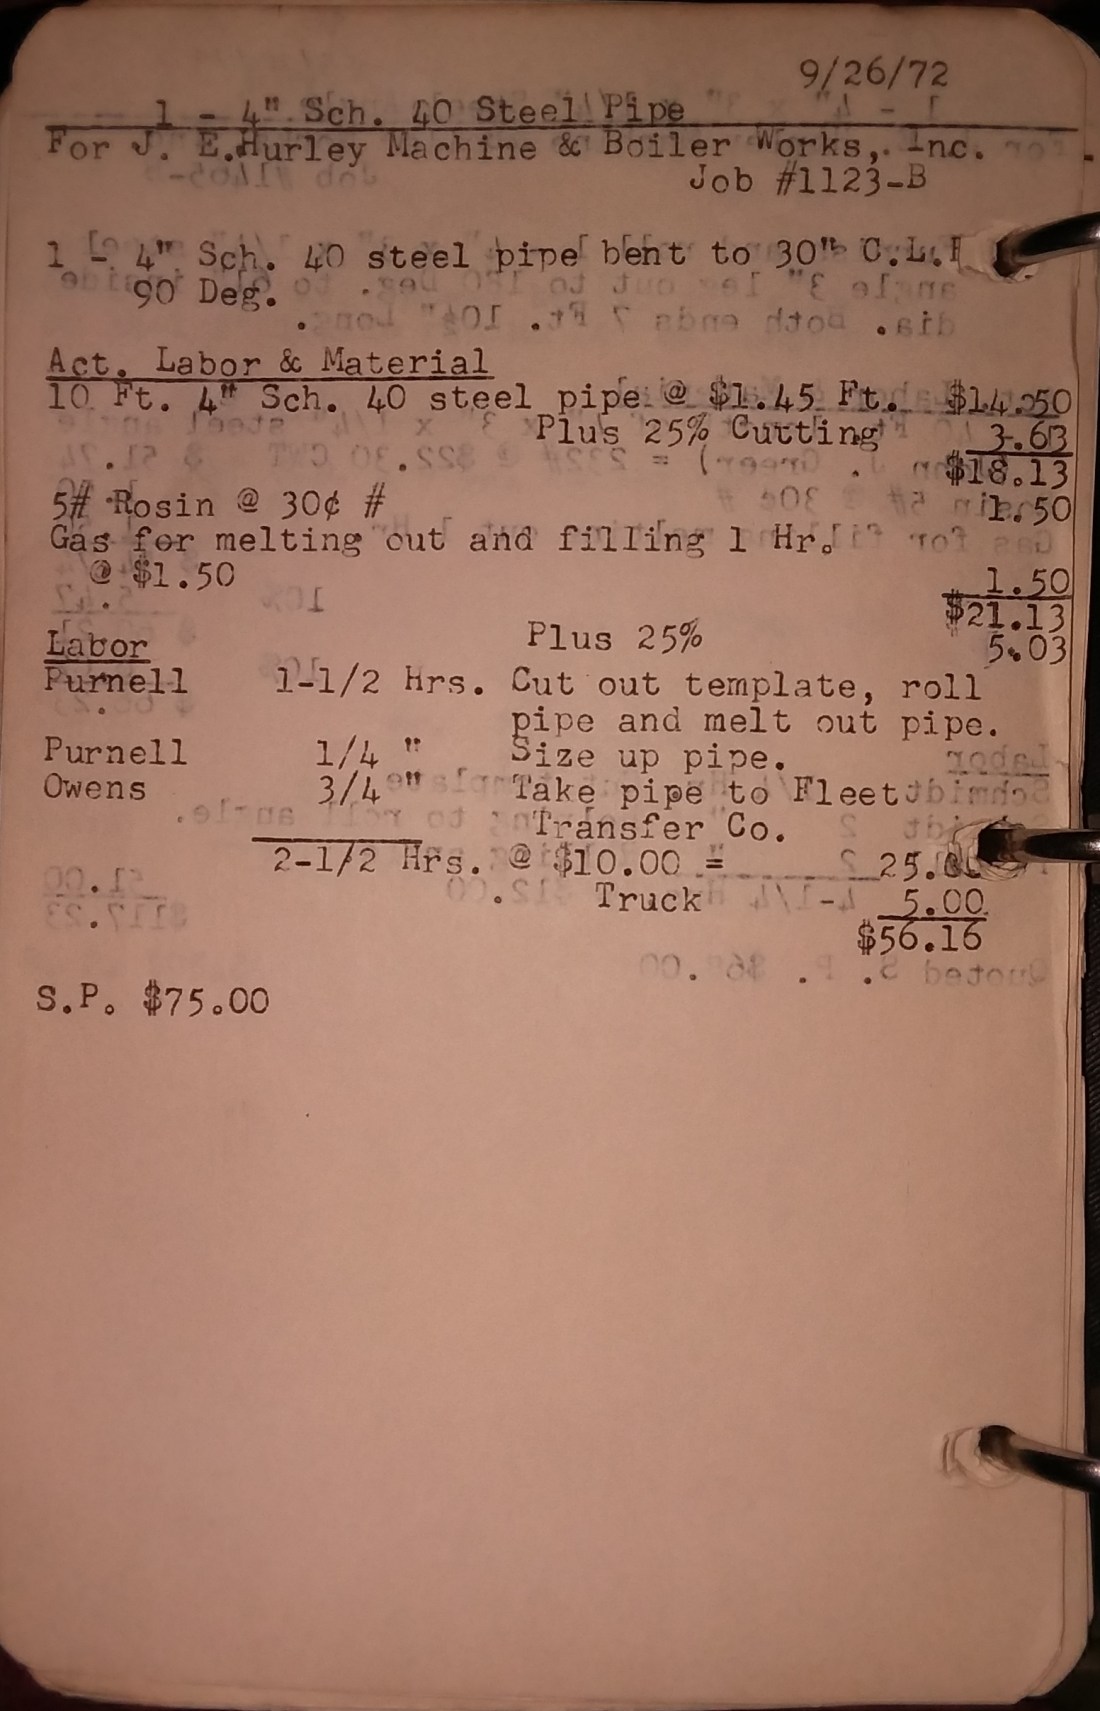 9/26/72
1 - 4" Sch. 40 Steel Pipe
For J. E.Hurley Machine & Boiler Works, Inc.
Job #1123-B
1 - 4" Sch. 40 steel pipe bent to 30" C.L.
90 Deg.
Act. Labor & Material
10 Ft. 4" Sch. 40 steel pipe @ $1.45 Ft. $14.50
Plus 25% Cutting 3.63
$18.13
5# Rosin @ 30¢ # 1.50
Gas for melting out and filling 1 Hr.
@ $1.50 1.50
$21.13
Plus 25% 5.03
Labor
Purnell 1-1/2 Hrs. Cut out template, roll
pipe and melt out pipe.
Purnell 1/4 " Size up pipe.
Owens 3/4 " Take pipe to Fleet
Transfer Co.
2-1/2 Hrs. @ $10.00 = 25.00
Truck 5.00
$56.16
S.P. $75.00